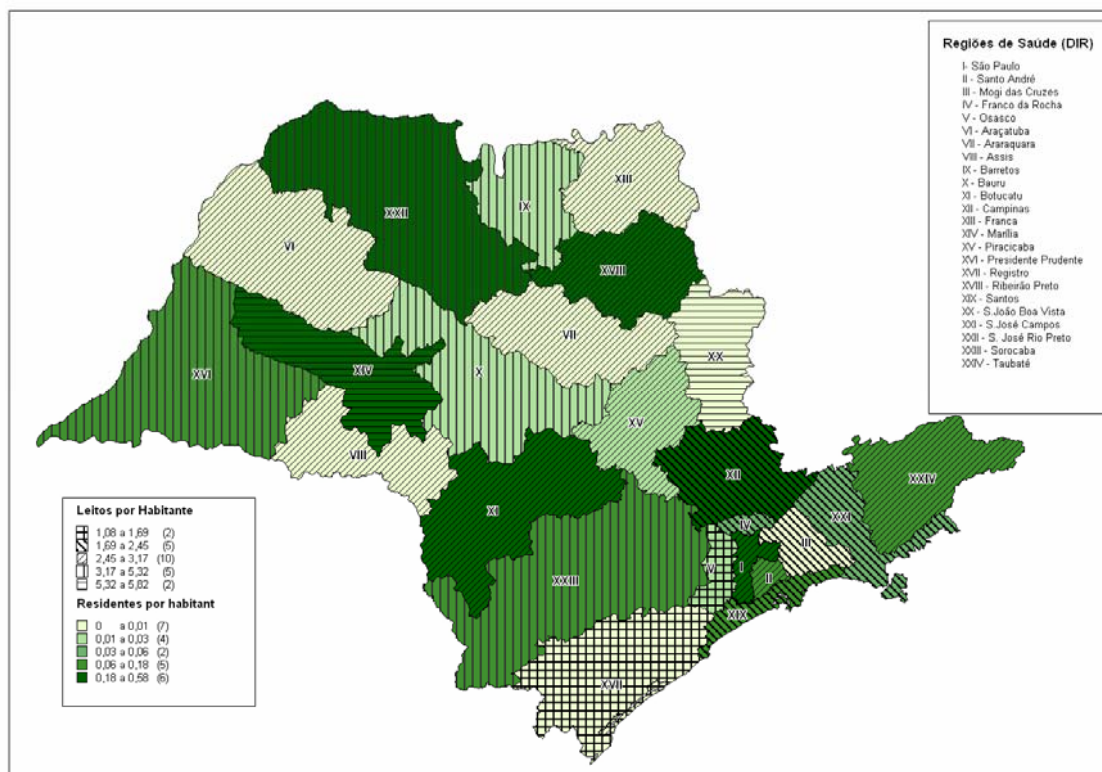 Regiões de Saúde (DIR)
I- São Paulo
II - Santo André
III - Mogi das Cruzes
IV - Franco da Rocha
V - Osasco
VI - Araçatuba
VII - Araraquara
VIII - Assis
IX - Barretos
X - Bauru
XI - Botucatu
XII - Campinas
XIII - Franca
XIV - Marília
XV - Piracicaba
XVI - Presidente Prudente
XVII - Registro
XVIII - Ribeirão Preto
XIX - Santos
XX - S.João Boa Vista
XXI - S.José Campos
XXII - S. José Rio Preto
XXIII - Sorocaba
XXIV - Taubaté
XIII
IX
XXII
VI
XVIII
VII
XX
XIV
XVI
X
XV
VIII
XII
XXIV
XI
XXI
IV
III
V
I
II
XXIII
XIX
XVII
Leitos por Habitante
1,08 a 1,69 (2)
1,69 a 2,45 (5)
2,45 a 3,17 (10)
3,17 a 5,32 (5)
5,32 a 5,82 (2)
Residentes por habitant
0 a 0,01 (7)
0,01 a 0,03 (4)
0,03 a 0,06 (2)
0,06 a 0,18 (5)
0,18 a 0,58 (6)